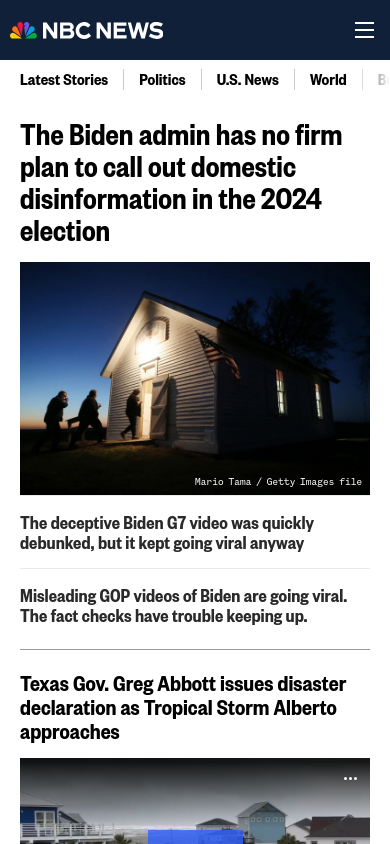 NBC NEWS
Latest Stories
Politics
U.S. News
World
The Biden admin has no firm
plan to call out domestic
disinformation in the 2024
election
Mario Tama / Getty Images file
The deceptive Biden G7 video was quickly
debunked, but it kept going viral anyway
Misleading GOP videos of Biden are going viral.
The fact checks have trouble keeping up.
Texas Gov. Greg Abbott issues disaster
declaration as Tropical Storm Alberto
approaches